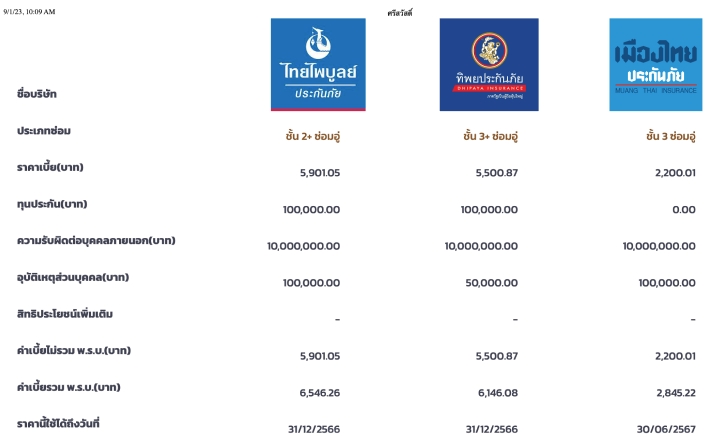 9/1/23, 10:09 AM ศรีสวัสดิ์
ไทยไพบูลย์
ประกันภัย
ทิพยประกันภัย
DHIPAYA INSURANCE
เมืองไทย
ประกันภัย
MUANG THAI INSURANCE
ชื่อบริษัท
ประเภทซ่อม ชั้น 2+ ซ่อมอู่ ชั้น 3+ ซ่อมอู่ ชั้น 3 ซ่อมอู่
ราคาเบี้ย(บาท) 5,901.05 5,500.87 2,200.01
ทุนประกัน(บาท) 100,000.00 100,000.00 0.00
ความรับผิดต่อบุคคลภายนอก(บาท) 10,000,000.00 10,000,000.00 10,000,000.00
อุบัติเหตุส่วนบุคคล(บาท) 100,000.00 50,000.00 100,000.00
สิทธิประโยชน์เพิ่มเติม - - -
ค่าเบี้ยไม่รวม พ.ร.บ.(บาท) 5,901.05 5,500.87 2,200.01
ค่าเบี้ยรวม พ.ร.บ.(บาท) 6,546.26 6,146.08 2,845.22
ราคานี้ใช้ได้ถึงวันที่ 31/12/2566 31/12/2566 30/06/2567